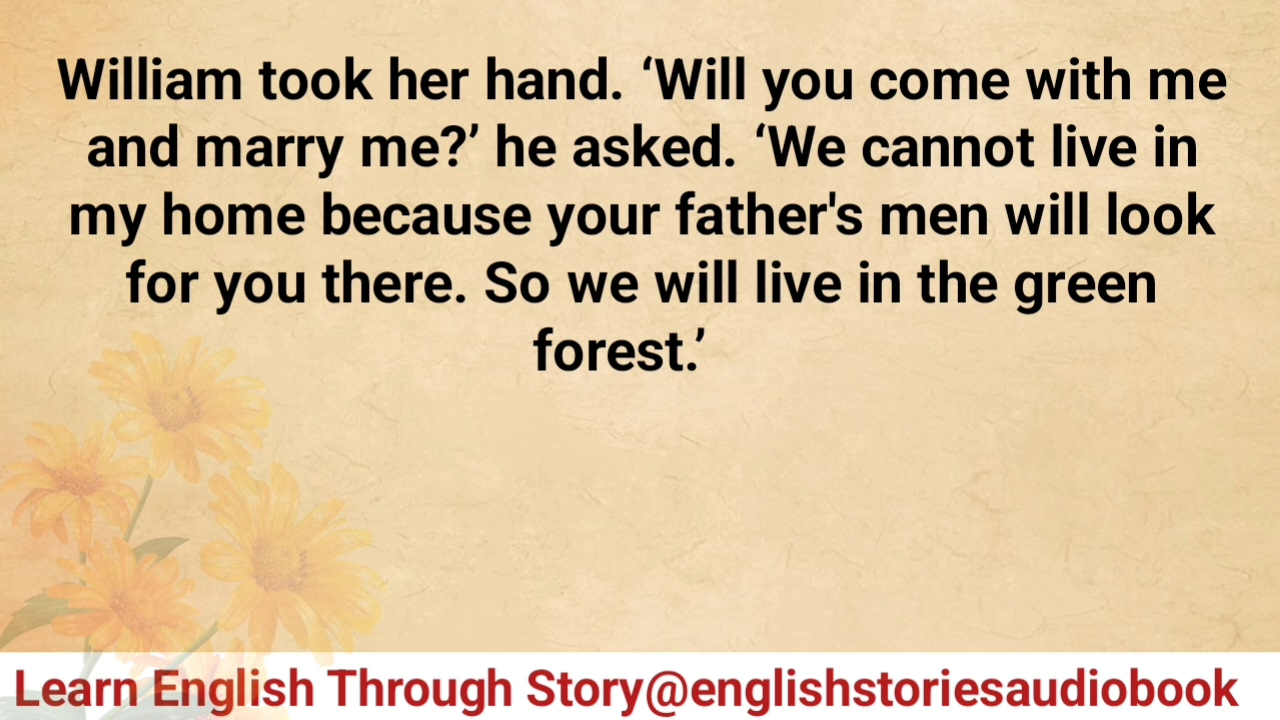 William took her hand. ‘Will you come with me
and marry me?’ he asked. ‘We cannot live in
my home because your father's men will look
for you there. So we will live in the green
forest.’
Learn English Through Story@englishstoriesaudiobook